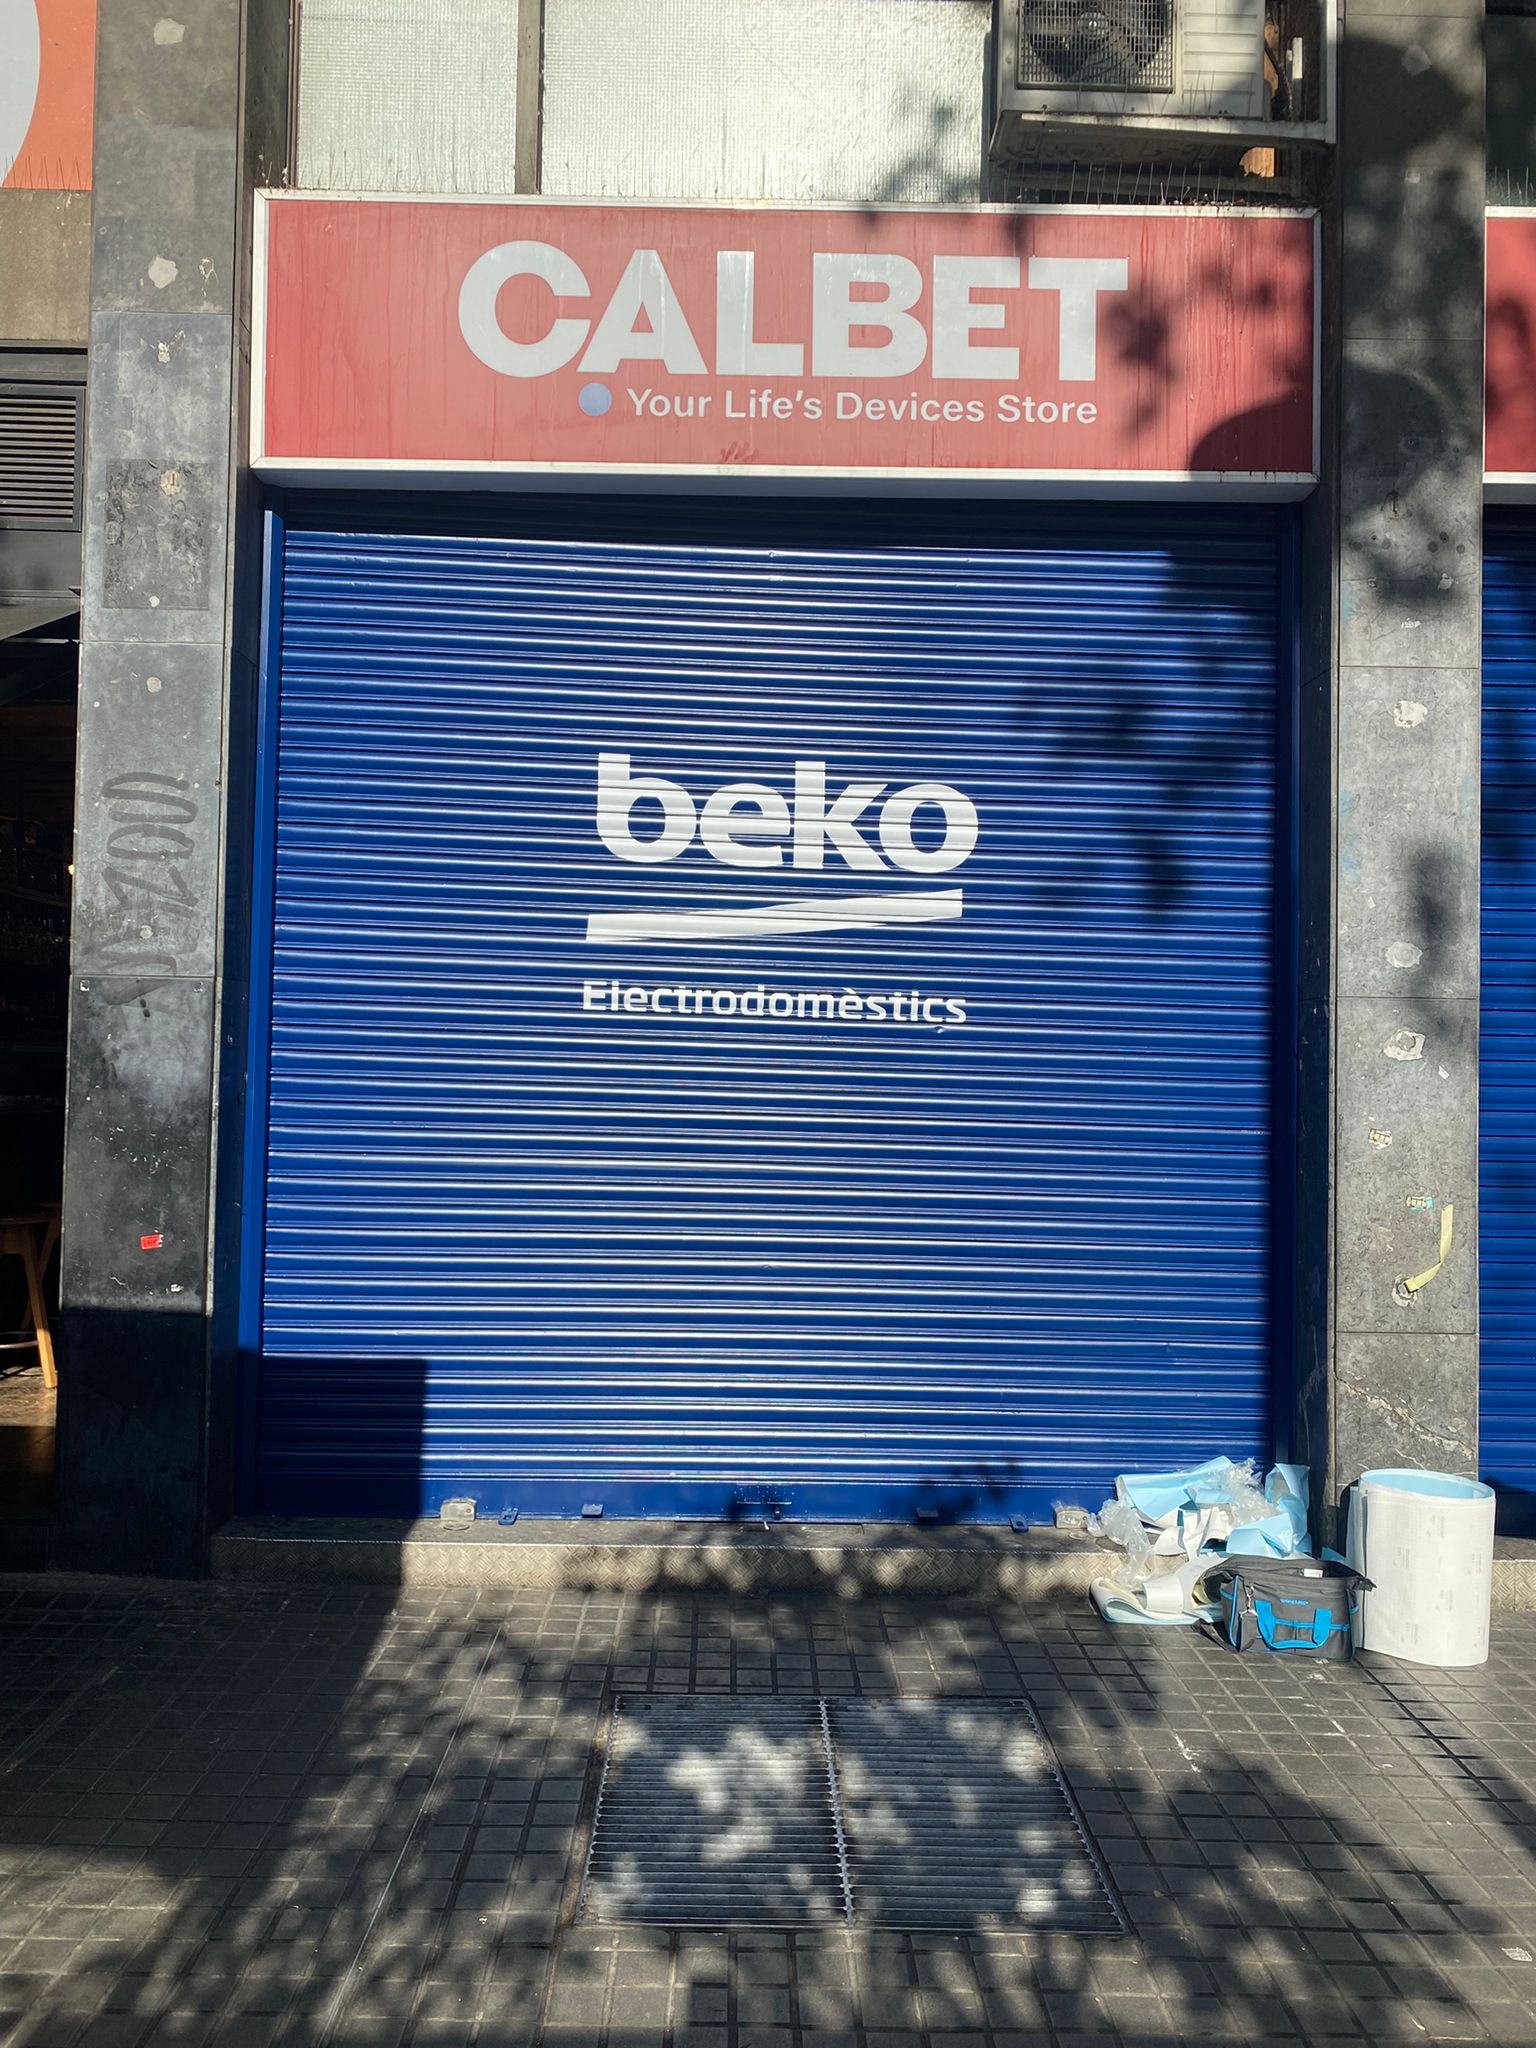 CALBET
Your Life's Devices Store
beko
Electrodomèstics